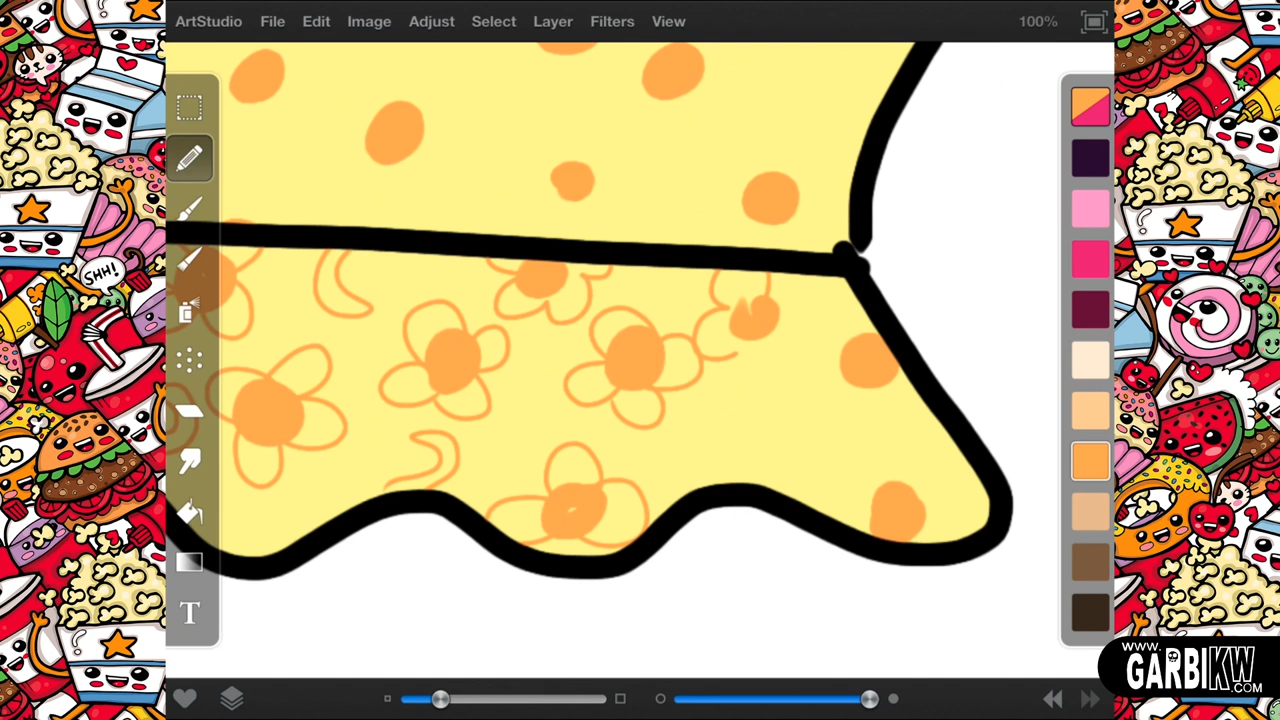 ArtStudio File Edit Image Adjust Select Layer Filters View 100%
SHH!
T
WWW.
GARBIKW
.COM